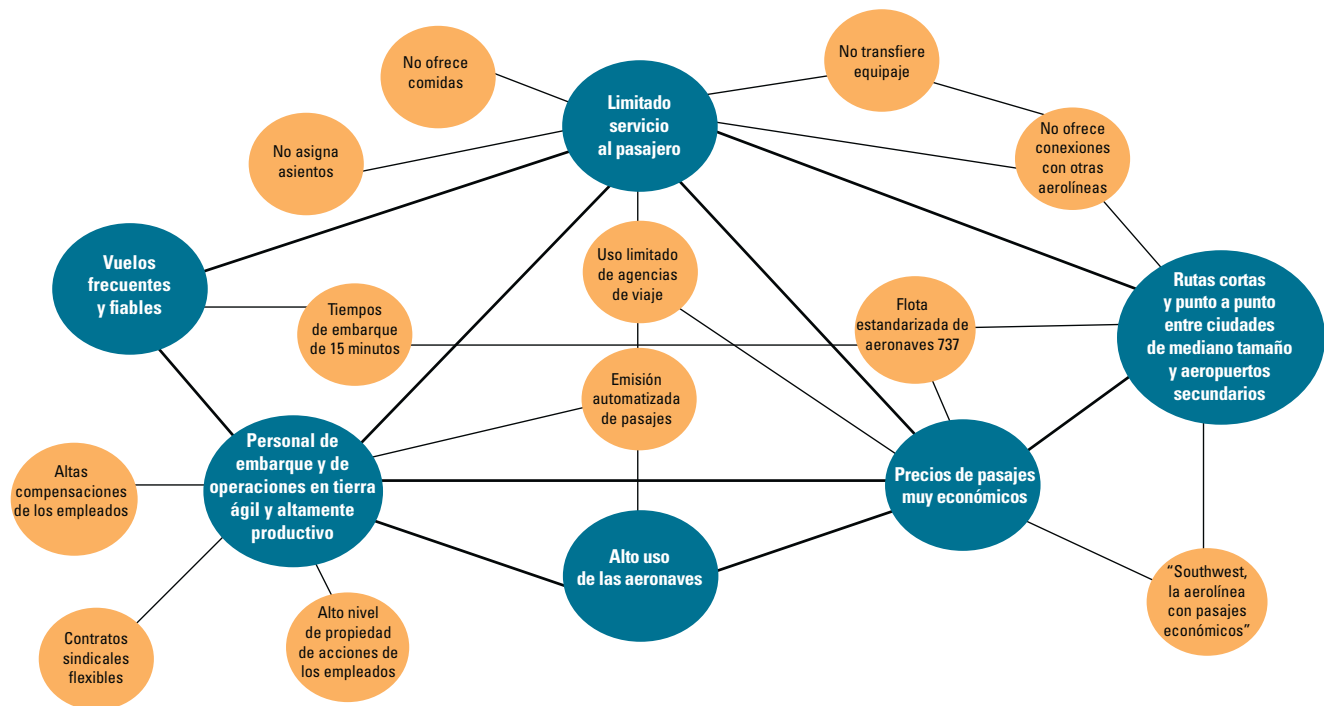 No ofrece
comidas
No transfiere
equipaje
Limitado
servicio
al pasajero
No asigna
asientos
No ofrece
conexiones
con otras
aerolíneas
Vuelos
frecuentes
y fiables
Uso limitado
de agencias
de viaje
Rutas cortas
y punto a punto
entre ciudades
de mediano tamaño
y aeropuertos
secundarios
Tiempos
de embarque
de 15 minutos
Flota
estandarizada de
aeronaves 737
Emisión
automatizada
de pasajes
Personal de
embarque y de
operaciones en tierra
ágil y altamente
productivo
Altas
compensaciones
de los empleados
Precios de pasajes
muy económicos
Alto uso
de las aeronaves
“Southwest,
la aerolínea
con pasajes
económicos”
Contratos
sindicales
flexibles
Alto nivel
de propiedad
de acciones de
los empleados